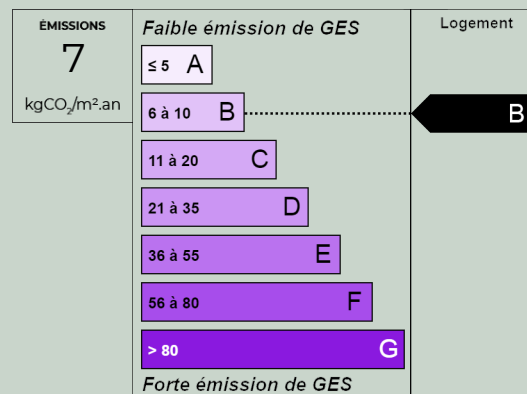 ÉMISSIONS
7
kgCO₂/m².an
Faible émission de GES
≤ 5 A
6 à 10 B
11 à 20 C
21 à 35 D
36 à 55 E
56 à 80 F
> 80 G
Forte émission de GES
Logement
B